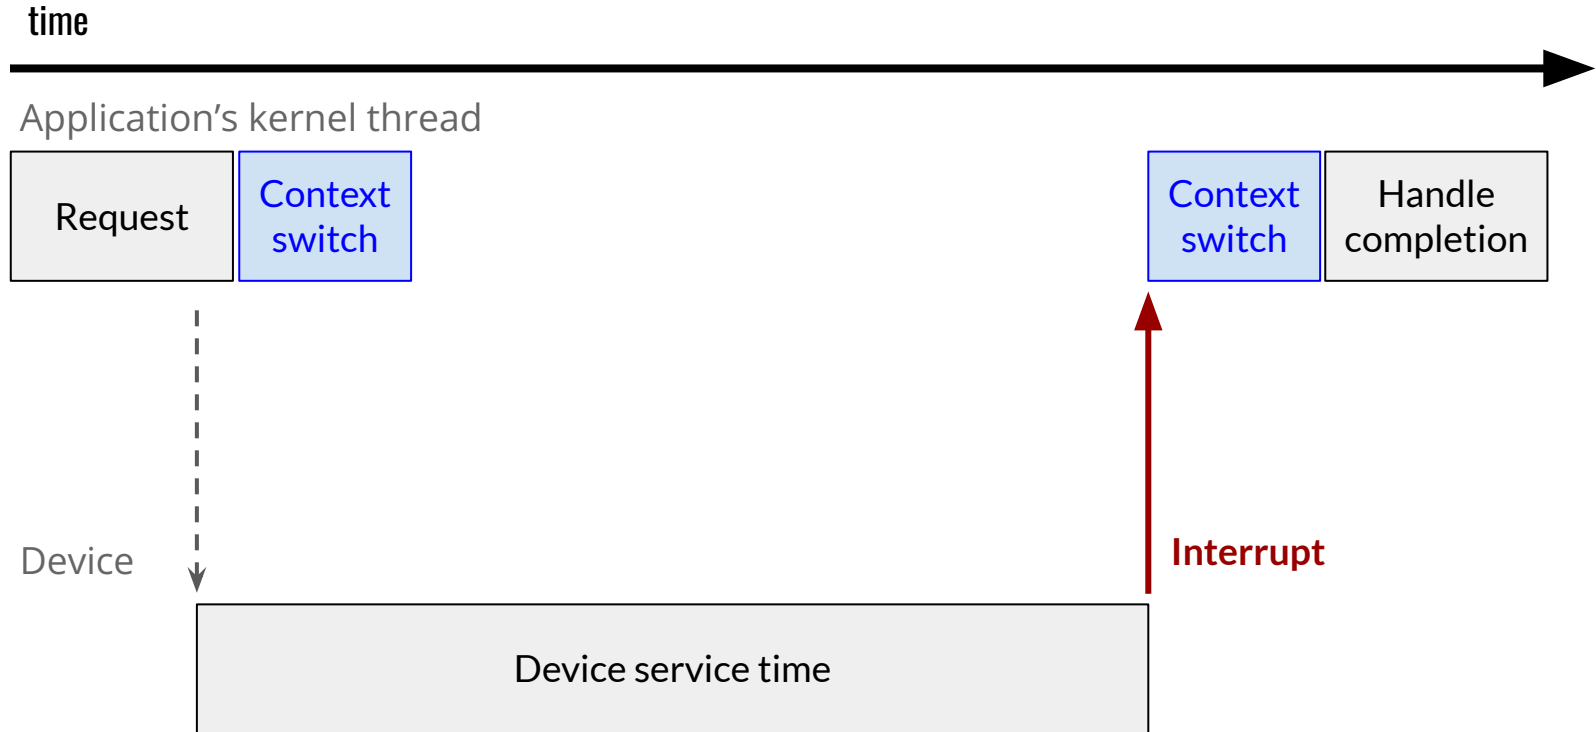 time
Application’s kernel thread
Request
Context
switch
Context
switch
Handle
completion
Device
Interrupt
Device service time